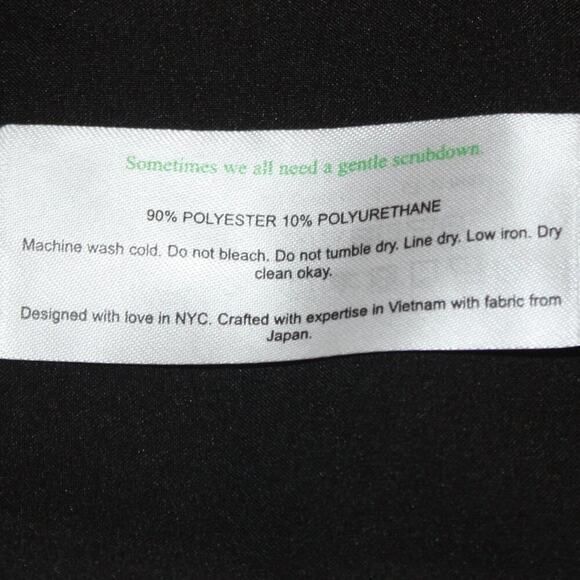 Sometimes we all need a gentle scrubdown.
90% POLYESTER 10% POLYURETHANE
Machine wash cold. Do not bleach. Do not tumble dry. Line dry. Low iron. Dry
clean okay.
Designed with love in NYC. Crafted with expertise in Vietnam with fabric from
Japan.